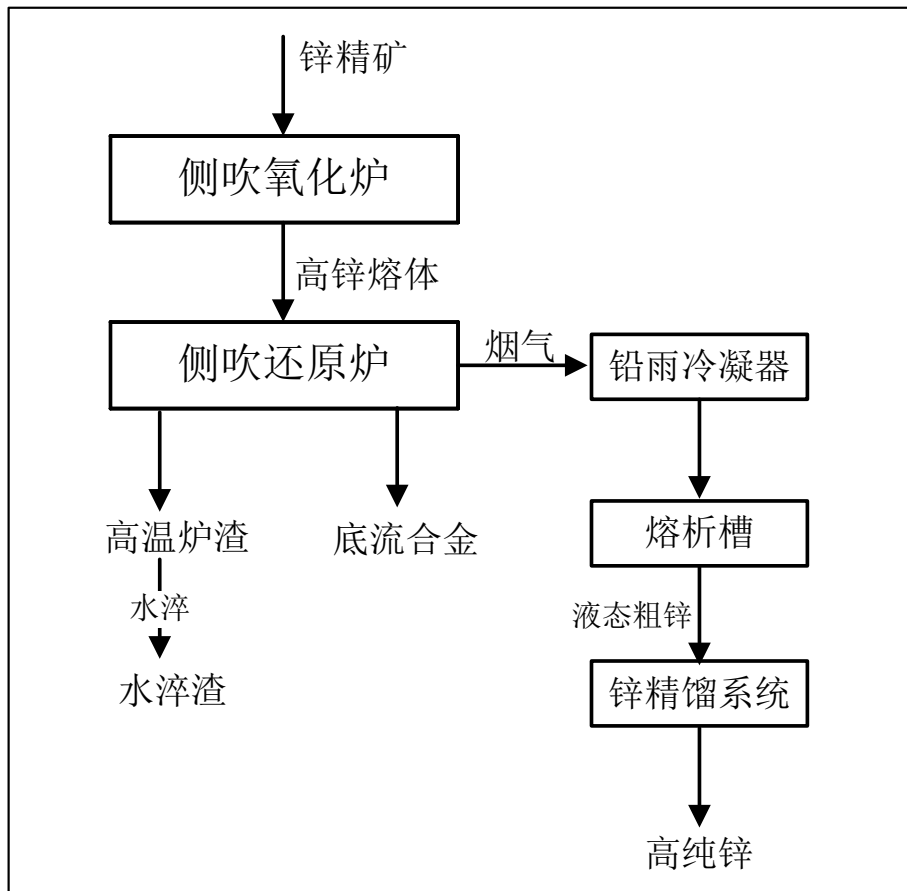 锌精矿
侧吹氧化炉
高锌熔体
侧吹还原炉
烟气
铅雨冷凝器
高温炉渣
底流合金
熔析槽
水淬
液态粗锌
水淬渣
锌精馏系统
高纯锌